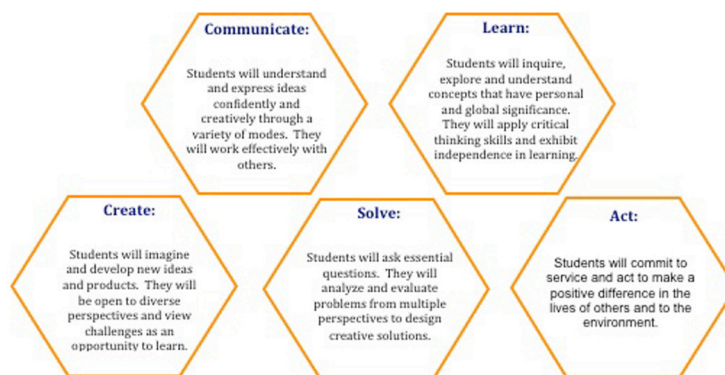 Communicate:
Students will understand
and express ideas
confidently and
creatively through a
variety of modes. They
will work effectively with
others.
Learn:
Students will inquire,
explore and understand
concepts that have personal
and global significance.
They will apply critical
thinking skills and exhibit
independence in learning.
Create:
Students will imagine
and develop new ideas
and products. They will
be open to diverse
perspectives and view
challenges as an
opportunity to learn.
Solve:
Students will ask essential
questions. They will
analyze and evaluate
problems from multiple
perspectives to design
creative solutions.
Act:
Students will commit to
service and act to make a
positive difference in the
lives of others and to the
environment.